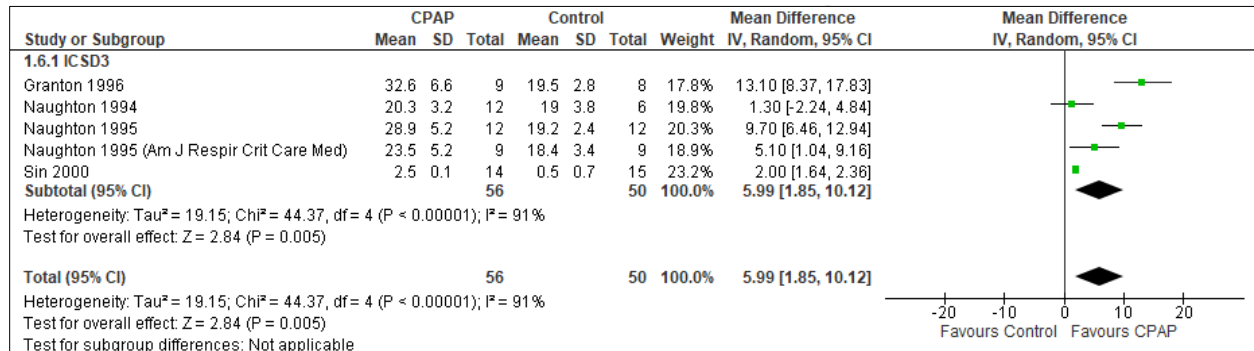 CPAP Control Mean Difference Mean Difference
Study or Subgroup Mean SD Total Mean SD Total Weight IV, Random, 95% CI IV, Random, 95% CI
1.6.1 ICSD3
Granton 1996 32.6 6.6 9 19.5 2.8 8 17.8% 13.10 [8.37, 17.83]
Naughton 1994 20.3 3.2 12 19 3.8 6 19.8% 1.30 [-2.24, 4.84]
Naughton 1995 28.9 5.2 12 19.2 2.4 12 20.3% 9.70 [6.46, 12.94]
Naughton 1995 (Am J Respir Crit Care Med) 23.5 5.2 9 18.4 3.4 9 18.9% 5.10 [1.04, 9.16]
Sin 2000 2.5 0.1 14 0.5 0.7 15 23.2% 2.00 [1.64, 2.36]
Subtotal (95% CI) 56 50 100.0% 5.99 [1.85, 10.12]
Heterogeneity: Tau² = 19.15; Chi² = 44.37, df = 4 (P < 0.00001); I² = 91%
Test for overall effect: Z = 2.84 (P = 0.005)
Total (95% CI) 56 50 100.0% 5.99 [1.85, 10.12]
Heterogeneity: Tau² = 19.15; Chi² = 44.37, df = 4 (P < 0.00001); I² = 91%
Test for overall effect: Z = 2.84 (P = 0.005)
Test for subgroup differences: Not applicable
-20 -10 0 10 20
Favours Control Favours CPAP